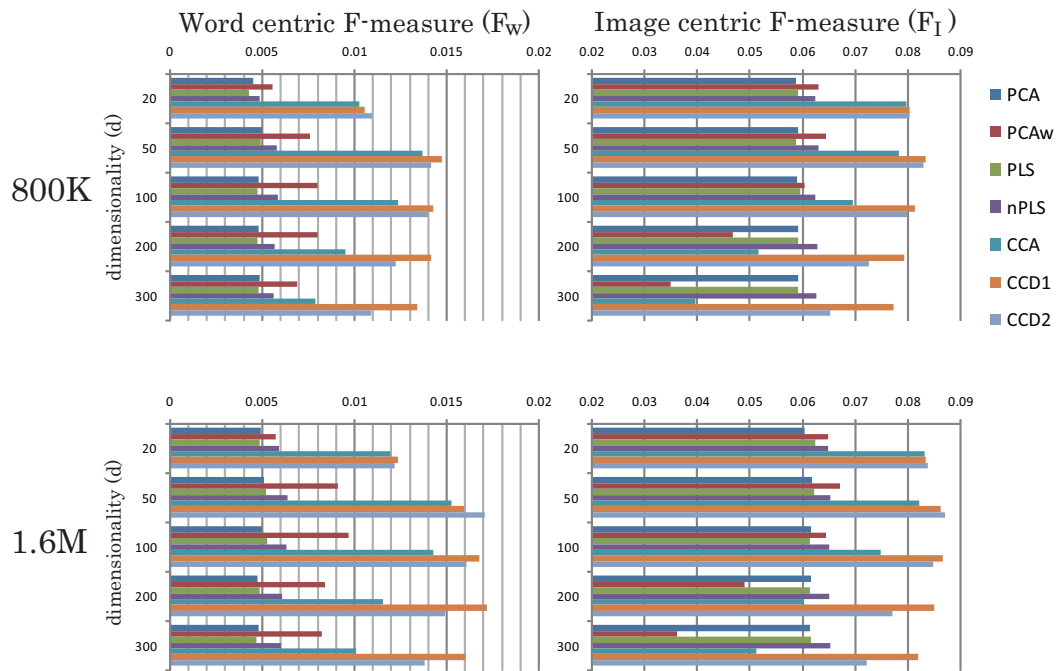 Word centric F-measure (Fw)
Image centric F-measure (FI)
0 0.005 0.01 0.015 0.02
0.02 0.03 0.04 0.05 0.06 0.07 0.08 0.09
800K
dimensionality (d)
20
50
100
200
300
20
50
100
200
300
PCA
PCAw
PLS
nPLS
CCA
CCD1
CCD2
0 0.005 0.01 0.015 0.02
0.02 0.03 0.04 0.05 0.06 0.07 0.08 0.09
1.6M
dimensionality (d)
20
50
100
200
300
20
50
100
200
300